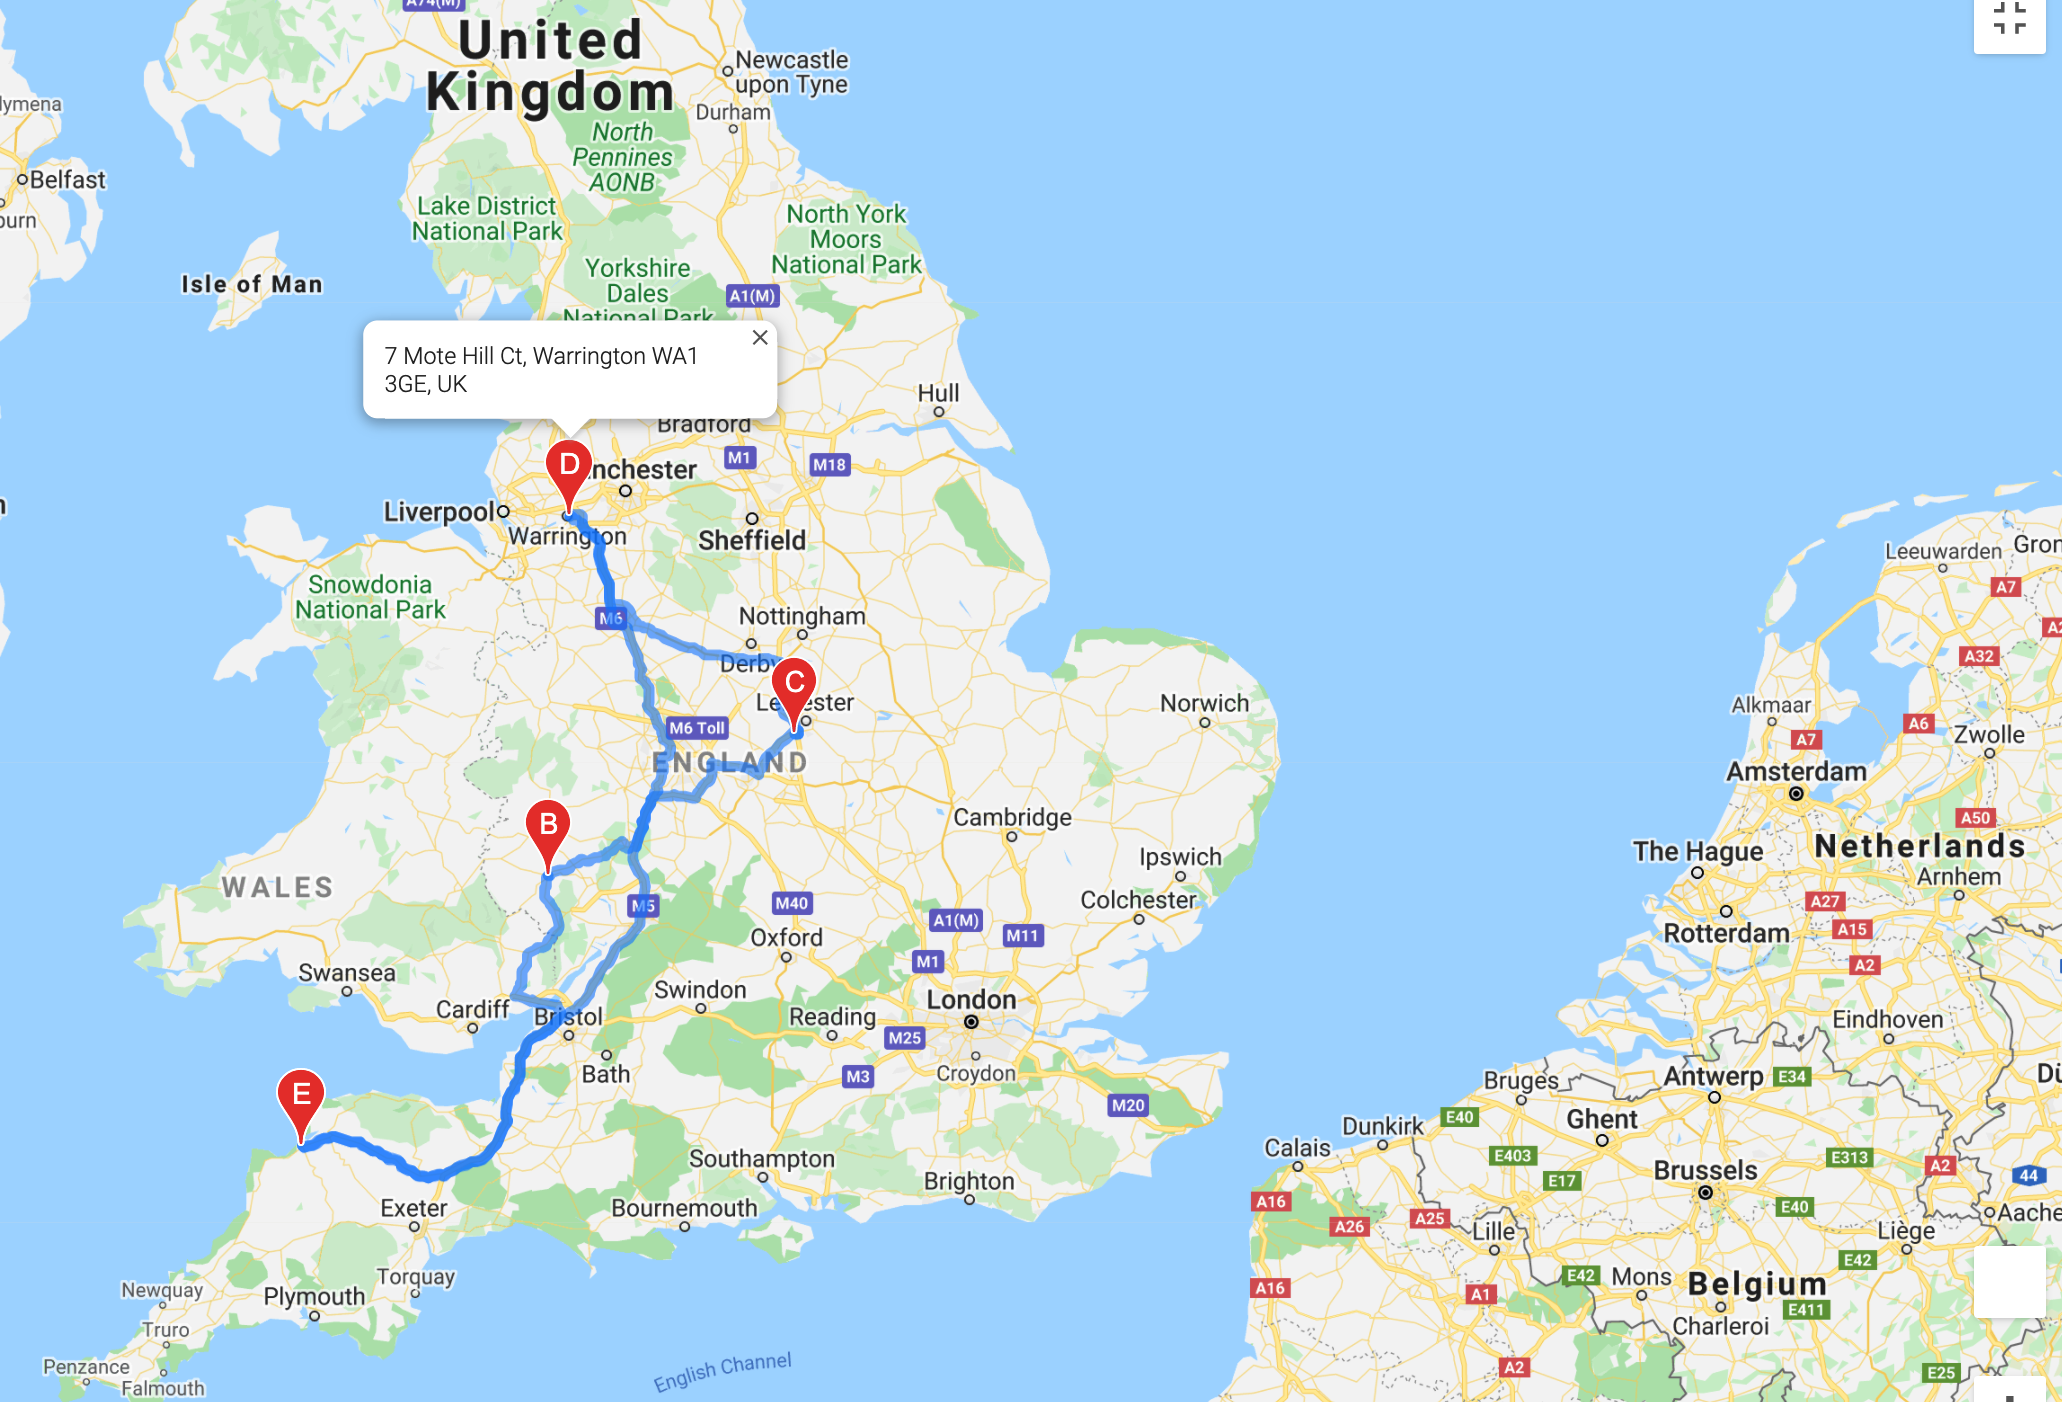 A74(M)
United
Kingdom
Newcastle
upon Tyne
Durham
North
Pennines
AONB
lymena
Belfast
burn
Lake District
National Park
North York
Moors
National Park
Isle of Man
Yorkshire
Dales
National Park
A1(M)
7 Mote Hill Ct, Warrington WA1
3GE, UK
Hull
Bradford
M1
M18
D
nchester
Liverpool
Warrington
Sheffield
Snowdonia
National Park
M6
Nottingham
Derby
C
Le
ester
M6 Toll
ENGLAND
Norwich
B
Cambridge
Ipswich
Colchester
WALES
M5
M40
A1(M)
M11
Oxford
M1
Swansea
Cardiff
Bristol
Swindon
London
Reading
M25
Bath
M3
Croydon
M20
E
Southampton
Brighton
Exeter
Bournemouth
Torquay
Newquay
Plymouth
Truro
Penzance
Falmouth
English Channel
Leeuwarden
Gron
A7
A32
Alkmaar
A6
A7
Zwolle
Amsterdam
A50
The Hague
Netherlands
Arnhem
A27
Rotterdam
A15
A2
Eindhoven
Bruges
Antwerp
E34
Dü
Dunkirk
E40
Ghent
Calais
E403
E313
A2
E17
Brussels
44
A16
E40
A26
A25
Lille
Liège
Aache
E42
E42
Mons
Belgium
A16
A1
E411
Charleroi
A2
E25